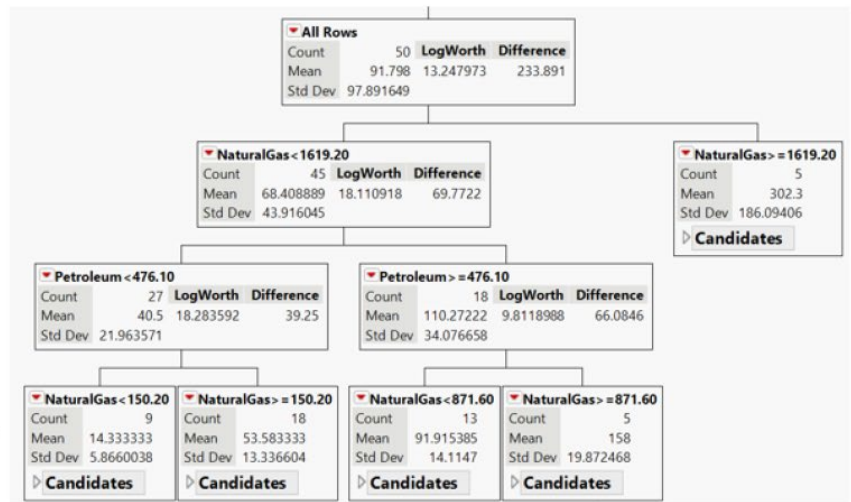 All Rows
Count 50 LogWorth Difference
Mean 91.798 13.247973 233.891
Std Dev 97.891649
NaturalGas<1619.20
Count 45 LogWorth Difference
Mean 68.408889 18.110918 69.7722
Std Dev 43.916045
NaturalGas>=1619.20
Count 5
Mean 302.3
Std Dev 186.09406
Candidates
Petroleum<476.10
Count 27 LogWorth Difference
Mean 40.5 18.283592 39.25
Std Dev 21.963571
Petroleum>=476.10
Count 18 LogWorth Difference
Mean 110.27222 9.8118988 66.0846
Std Dev 34.076658
NaturalGas<150.20
Count 9
Mean 14.333333
Std Dev 5.8660038
Candidates
NaturalGas>=150.20
Count 18
Mean 53.583333
Std Dev 13.336604
Candidates
NaturalGas<871.60
Count 13
Mean 91.915385
Std Dev 14.1147
Candidates
NaturalGas>=871.60
Count 5
Mean 158
Std Dev 19.872468
Candidates